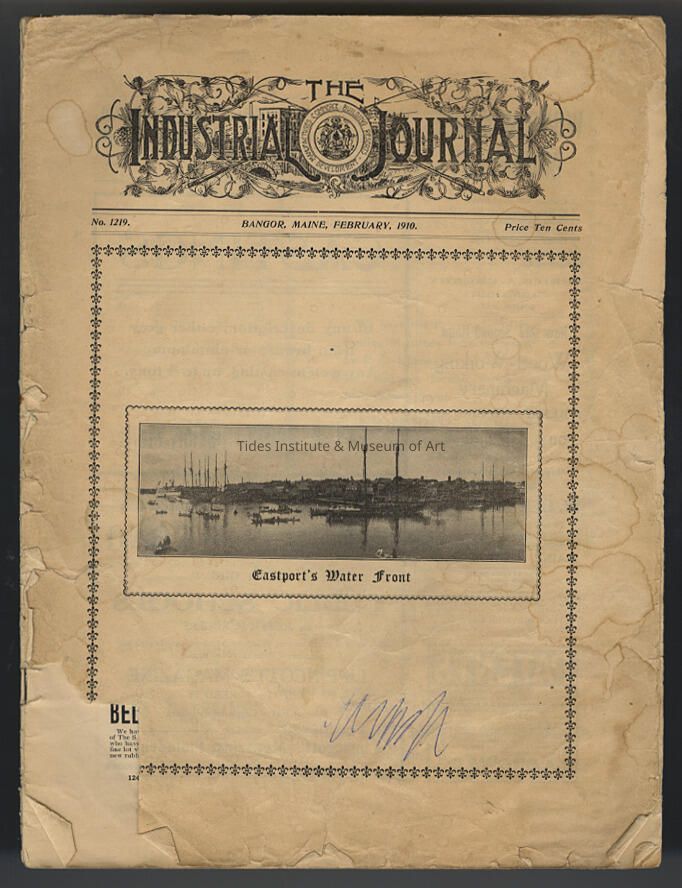 THE
INDUSTRIAL JOURNAL
No. 1219.
BANGOR, MAINE, FEBRUARY, 1910.
Price Ten Cents
Tides Institute & Museum of Art
Eastport's Water Front
BEL
We ha
of The S
who hav
fine lot
new rubb
124